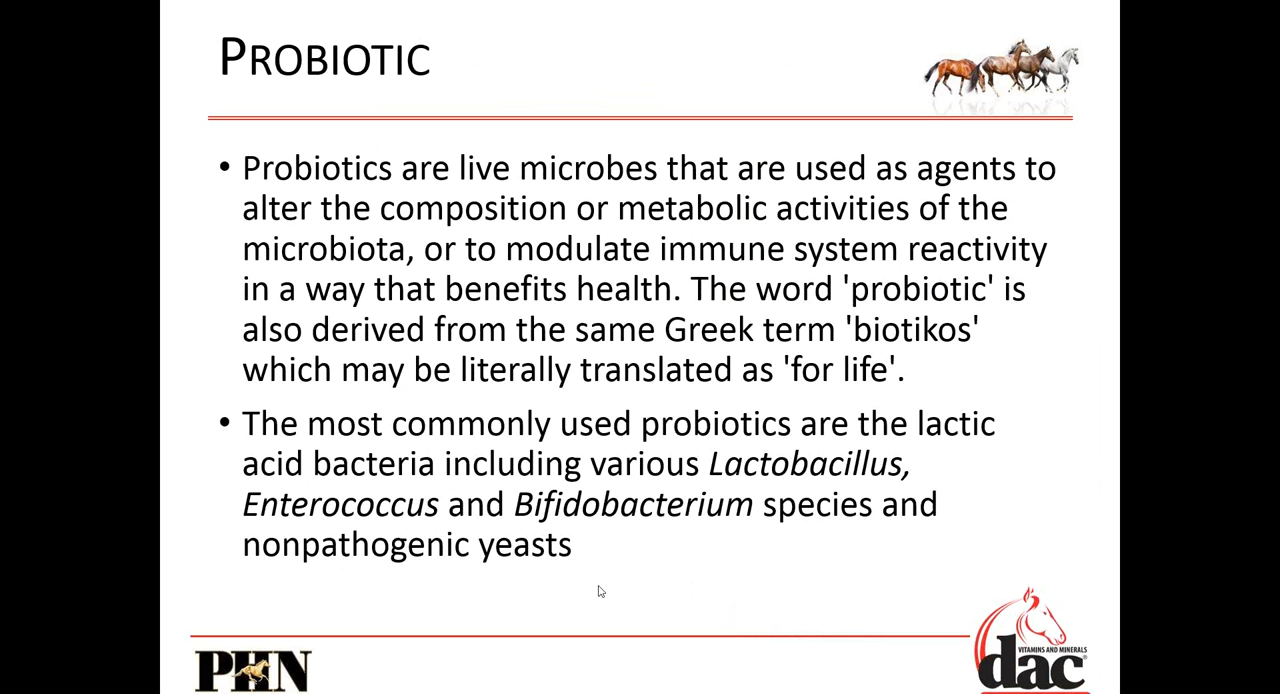 PROBIOTIC
• Probiotics are live microbes that are used as agents to
alter the composition or metabolic activities of the
microbiota, or to modulate immune system reactivity
in a way that benefits health. The word 'probiotic' is
also derived from the same Greek term 'biotikos'
which may be literally translated as 'for life'.
• The most commonly used probiotics are the lactic
acid bacteria including various Lactobacillus,
Enterococcus and Bifidobacterium species and
nonpathogenic yeasts
PHN
VITAMINS AND MINERALS
dac®